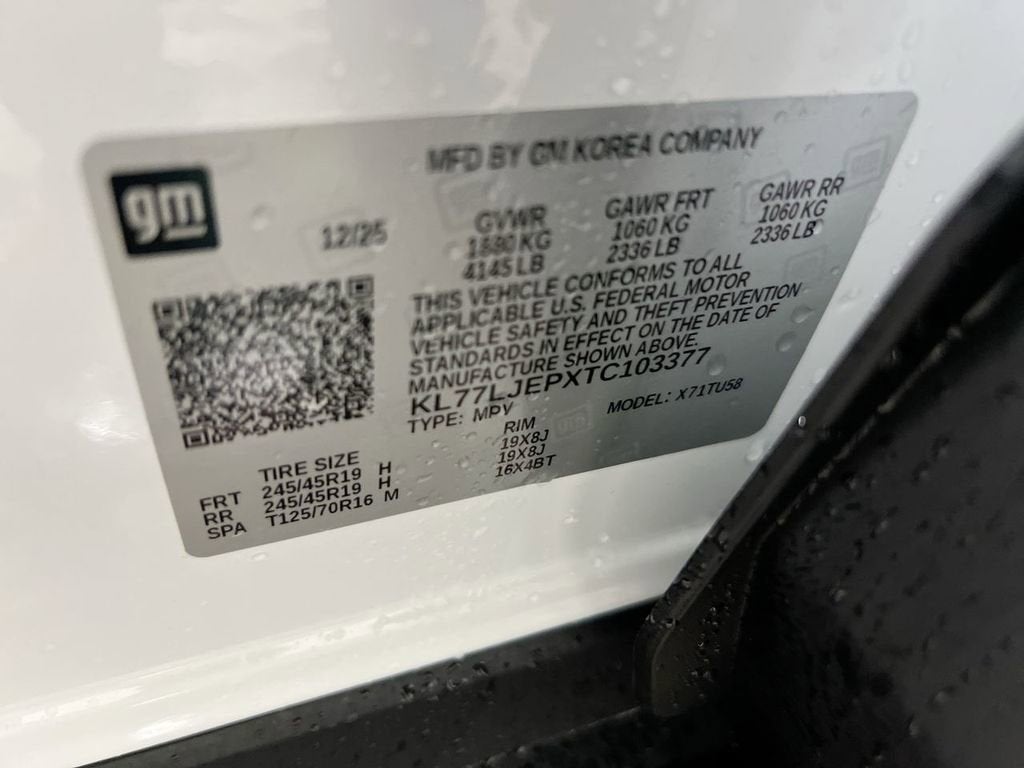 gm
MFD BY GM KOREA COMPANY
12/25
GVWR
1880 KG
4145 LB
GAWR FRT
1060 KG
2336 LB
GAWR RR
1060 KG
2336 LB
THIS VEHICLE CONFORMS TO ALL
APPLICABLE U.S. FEDERAL MOTOR
VEHICLE SAFETY AND THEFT PREVENTION
STANDARDS IN EFFECT ON THE DATE OF
MANUFACTURE SHOWN ABOVE.
KL77LJEPXTC103377
TYPE: MPV MODEL: X71TU58
TIRE SIZE RIM
FRT 245/45R19 H 19X8J
RR 245/45R19 H 19X8J
SPA T125/70R16 M 16X4BT